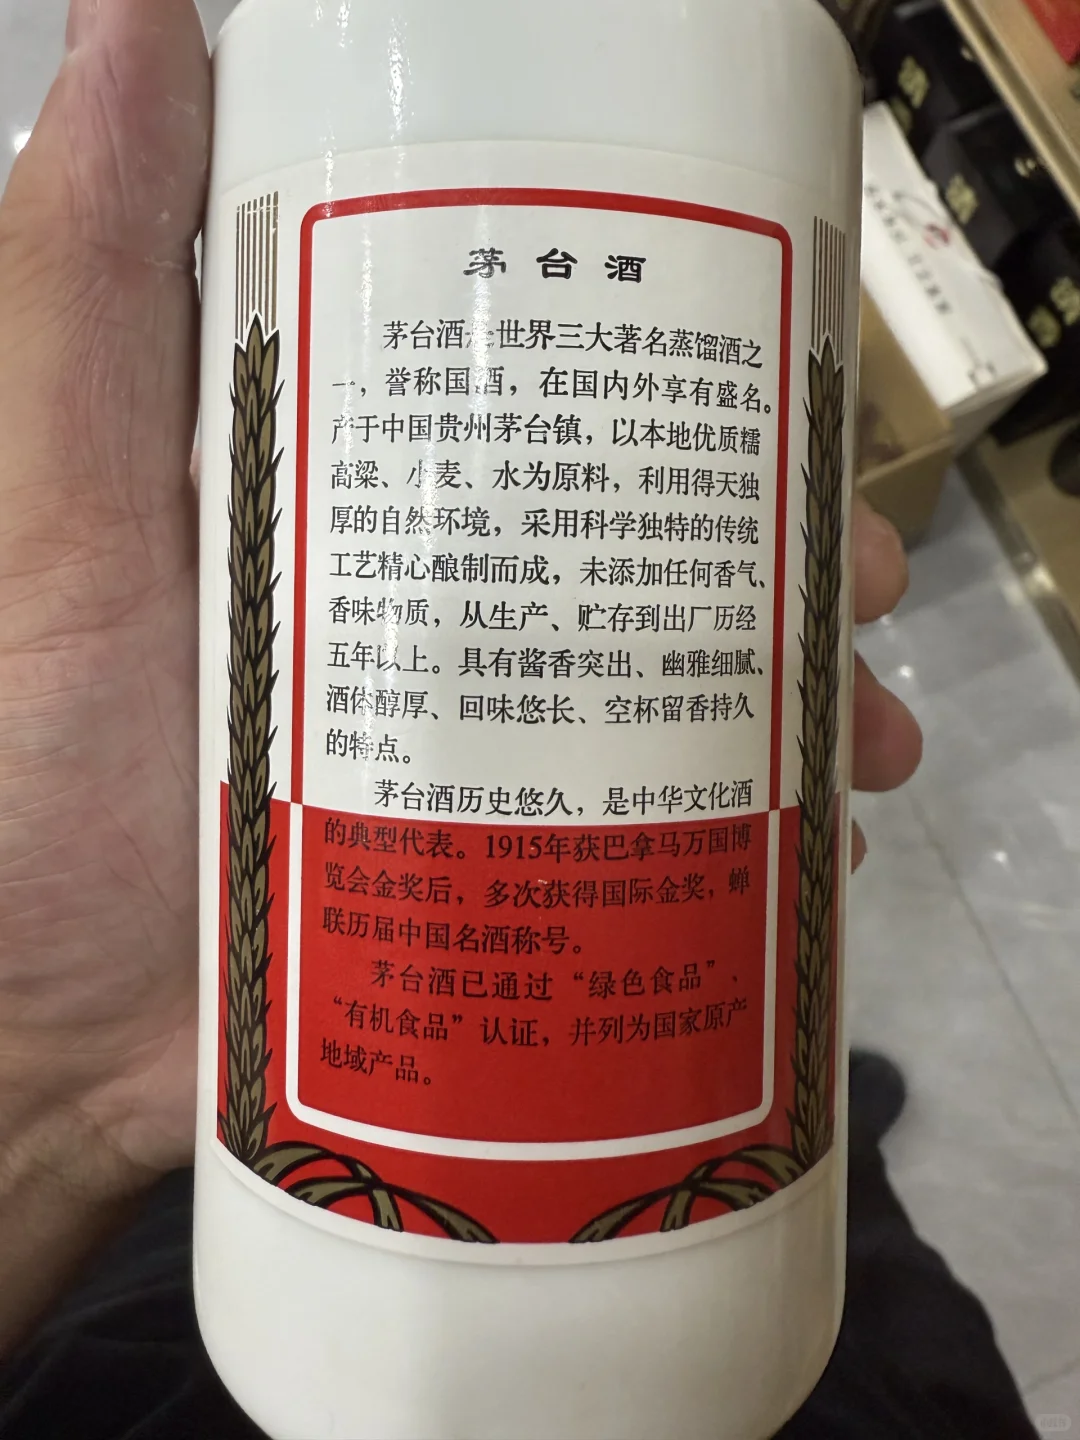 茅台酒
茅台酒是世界三大著名蒸馏酒之
一，誉称国酒，在国内外享有盛名。
产于中国贵州茅台镇，以本地优质糯
高粱、小麦、水为原料，利用得天独
厚的自然环境，采用科学独特的传统
工艺精心酿制而成，未添加任何香气、
香味物质，从生产、贮存到出厂历经
五年以上。具有酱香突出、幽雅细腻、
酒体醇厚、回味悠长、空杯留香持久
的特点。
茅台酒历史悠久，是中华文化酒
的典型代表。1915年获巴拿马万国博
览会金奖后，多次获得国际金奖，蝉
联历届中国名酒称号。
茅台酒已通过“绿色食品”、
“有机食品”认证，并列为国家原产
地域产品。